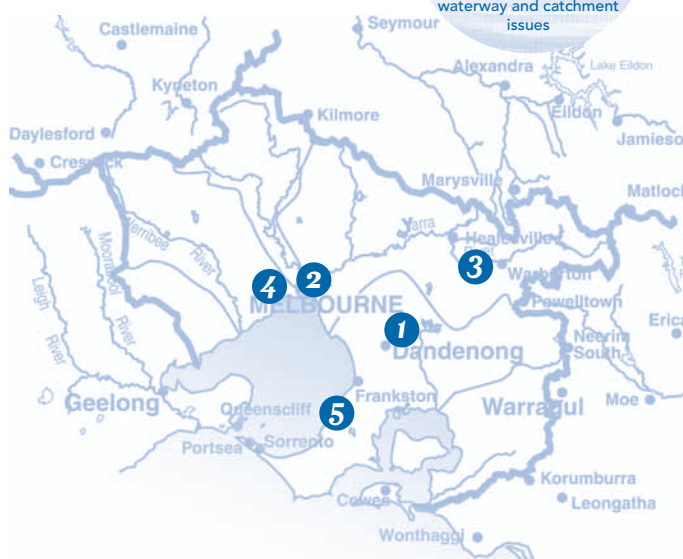 waterway and catchment
issues
Castlemaine
Seymour
Alexandra
Lake Eildon
Kyneton
Eildon
Kilmore
Daylesford
Jamieso
Creswick
Marysville
Matlock
Yarra
River
Healesville
Werribee
River
Moorabool
River
Leigh
River
3
Warburton
4
2
MELBOURNE
Powelltown
1
Dandenong
Neerim
South
Erica
Geelong
Queenscliff
5
Frankston
Warragul
Moe
Portsea
Sorrento
Korumburra
Cowes
Leongatha
Wonthaggi